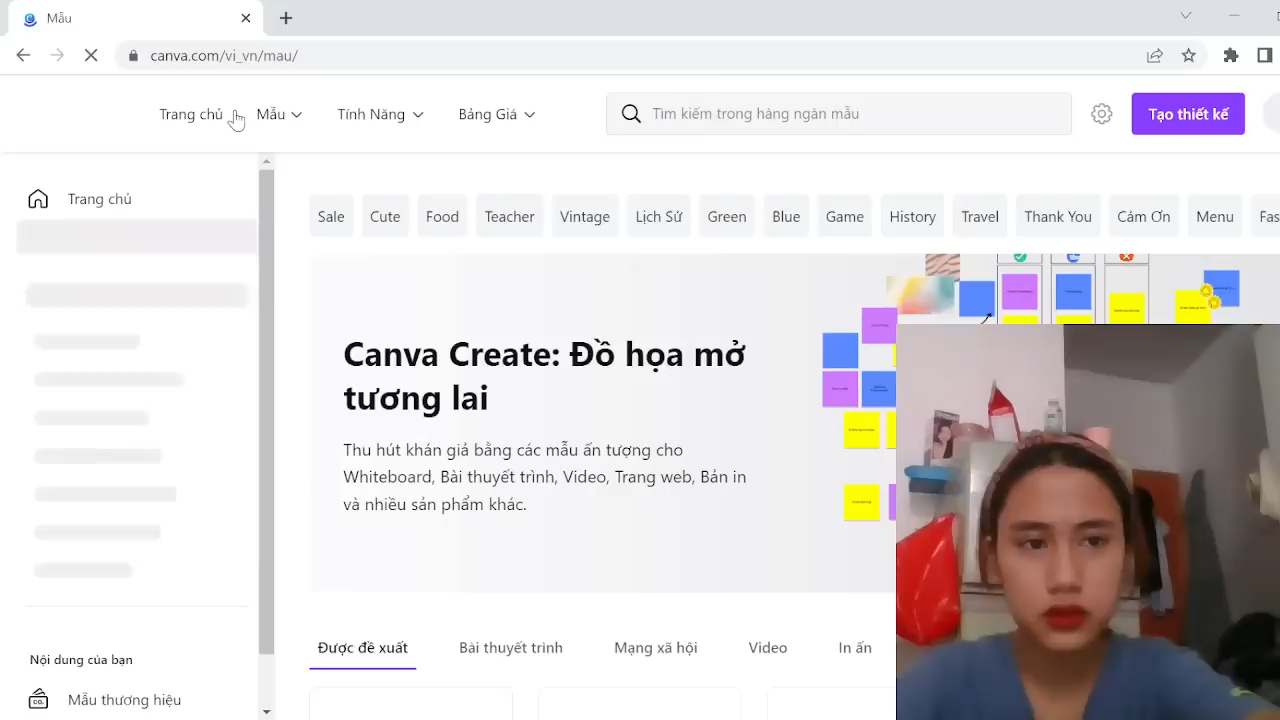 Mẫu
canva.com/vi_vn/mau/
Trang chủ
Mẫu
Tính Năng
Bảng Giá
Tìm kiếm trong hàng ngàn mẫu
Tạo thiết kế
Trang chủ
Sale
Cute
Food
Teacher
Vintage
Lịch Sử
Green
Blue
Game
History
Travel
Thank You
Cảm Ơn
Menu
Fas
Canva Create: Đồ họa mở
tương lai
Thu hút khán giả bằng các mẫu ấn tượng cho
Whiteboard, Bài thuyết trình, Video, Trang web, Bản in
và nhiều sản phẩm khác.
Được đề xuất
Bài thuyết trình
Mạng xã hội
Video
In ấn
Nội dung của bạn
CO.
Mẫu thương hiệu